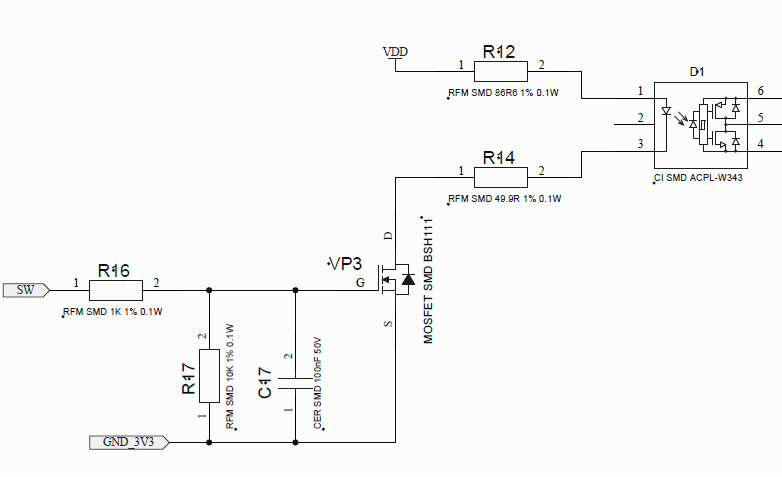 VDD
1
R12
2
RFM SMD 86R6 1% 0.1W
D1
1
2
3
6
5
4
CI SMD ACPL-W343
1
R14
2
RFM SMD 49.9R 1% 0.1W
D
VP3
G
S
MOSFET SMD BSH111
SW
1
R16
2
RFM SMD 1K 1% 0.1W
2
R17
1
RFM SMD 10K 1% 0.1W
2
C17
1
CER SMD 100nF 50V
GND_3V3